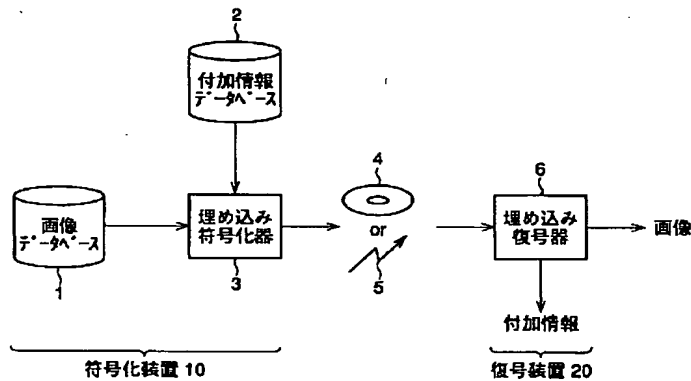 2
付加情報
データベース
4
6
画像
データベース
埋め込み
符号化器
or
埋め込み
復号器
画像
1
3
5
付加情報
符号化装置 10
復号装置 20